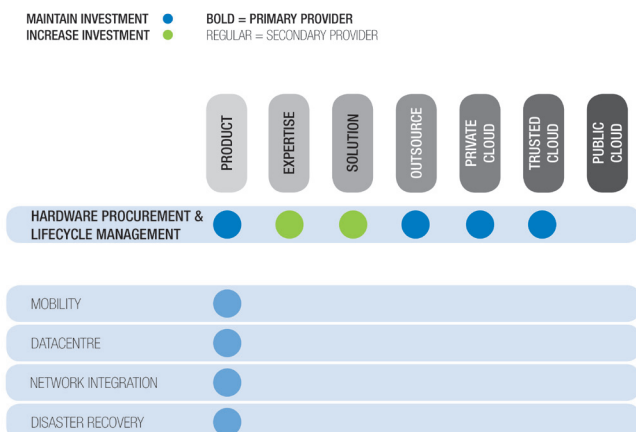 MAINTAIN INVESTMENT
INCREASE INVESTMENT
BOLD = PRIMARY PROVIDER
REGULAR = SECONDARY PROVIDER
PRODUCT
EXPERTISE
SOLUTION
OUTSOURCE
PRIVATE
CLOUD
TRUSTED
CLOUD
PUBLIC
CLOUD
HARDWARE PROCUREMENT &
LIFECYCLE MANAGEMENT
MOBILITY
DATACENTRE
NETWORK INTEGRATION
DISASTER RECOVERY